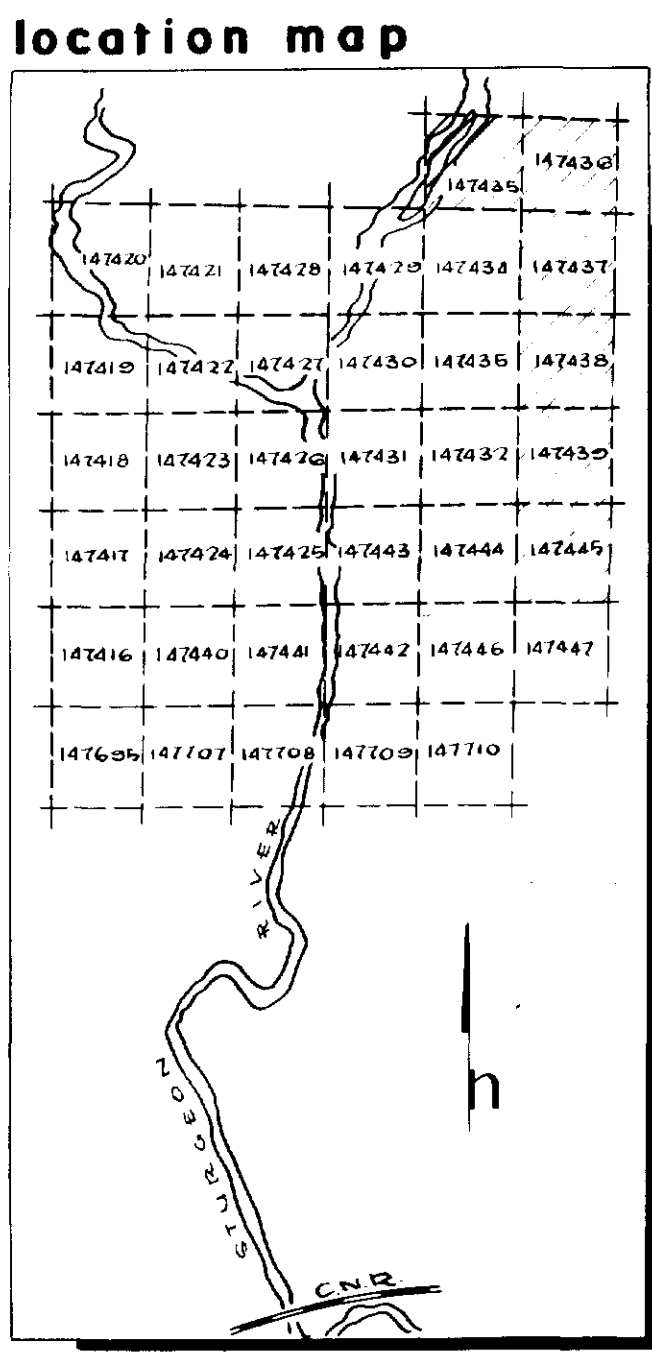 location map
147436
147435
147420 147421 147428 147429 147434 147437
147419 147422 147427 147430 147435 147438
147418 147423 147426 147431 147432 147439
147417 147424 147425 147443 147444 147445
147416 147440 147441 147442 147446 147447
147695 147707 147708 147709 147710
RIVER
n
STURGEON
C.N.R.